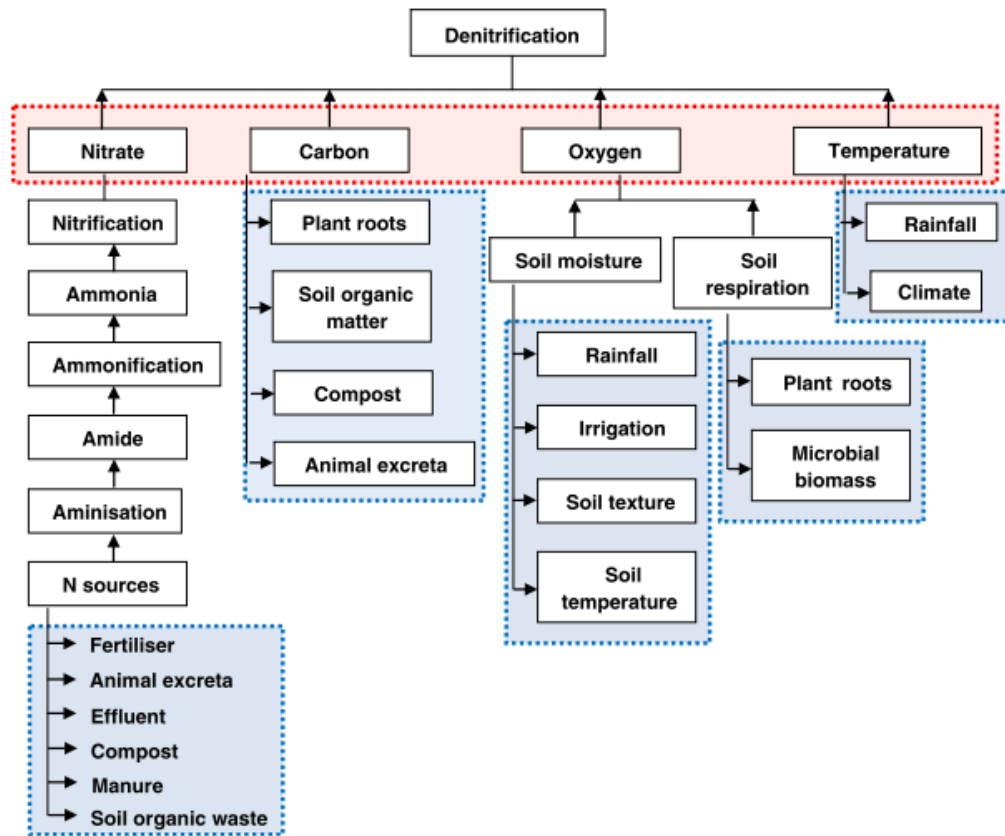 Denitrification
Nitrate
Carbon
Oxygen
Temperature
Nitrification
Ammonia
Ammonification
Amide
Aminisation
N sources
Fertiliser
Animal excreta
Effluent
Compost
Manure
Soil organic waste
Plant roots
Soil organic
matter
Compost
Animal excreta
Soil moisture
Rainfall
Irrigation
Soil texture
Soil
temperature
Soil
respiration
Plant roots
Microbial
biomass
Rainfall
Climate